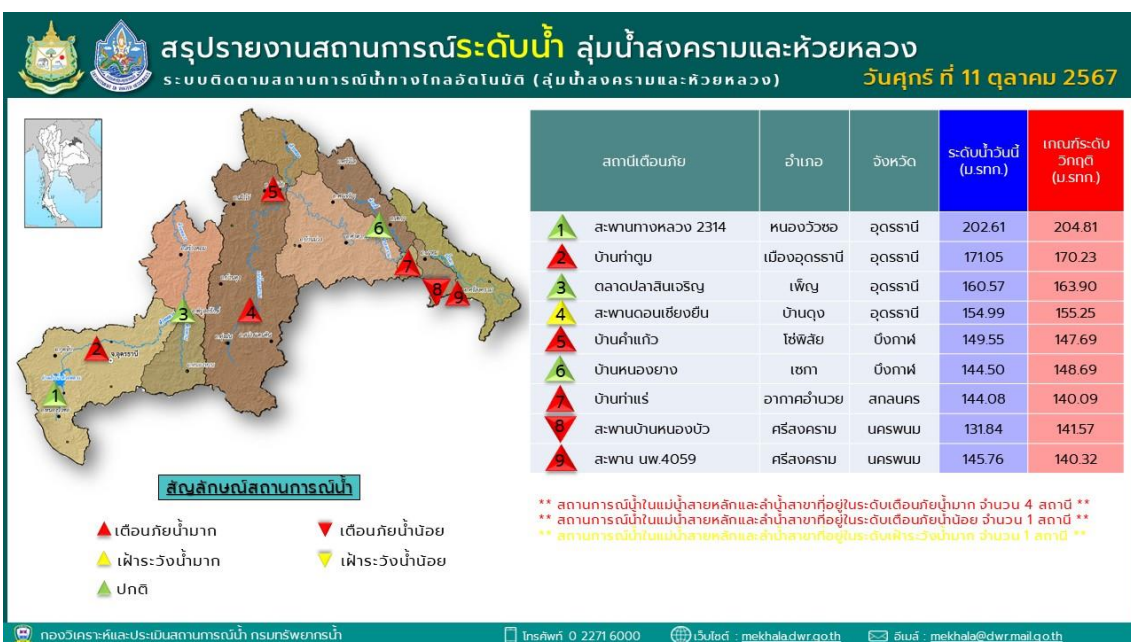 สรุปรายงานสถานการณ์ระดับน้ำ ลุ่มน้ำสงครามและห้วยหลวง
ระบบติดตามสถานการณ์น้ำทางไกลอัตโนมัติ (ลุ่มน้ำสงครามและห้วยหลวง)
วันศุกร์ ที่ 11 ตุลาคม 2567
สถานีเตือนภัย อำเภอ จังหวัด ระดับน้ำวันนี้ (ม.รทก.) เกณฑ์ระดับวิกฤติ (ม.รทก.)
1 สะพานทางหลวง 2314 หนองวัวซอ อุดรธานี 202.61 204.81
2 บ้านท่าตูม เมืองอุดรธานี อุดรธานี 171.05 170.23
3 ตลาดปลาสินเจริญ เพ็ญ อุดรธานี 160.57 163.90
4 สะพานดอนเชียงยืน บ้านดุง อุดรธานี 154.99 155.25
5 บ้านคำแก้ว โซ่พิสัย บึงกาฬ 149.55 147.69
6 บ้านหนองยาง เซกา บึงกาฬ 144.50 148.69
7 บ้านท่าแร่ อากาศอำนวย สกลนคร 144.08 140.09
8 สะพานบ้านหนองบัว ศรีสงคราม นครพนม 131.84 141.57
9 สะพาน นพ.4059 ศรีสงคราม นครพนม 145.76 140.32
5
6
7
8
9
3
4
2
จ.อุดรธานี
1
สัญลักษณ์สถานการณ์น้ำ
เตือนภัยน้ำมาก เตือนภัยน้ำน้อย
เฝ้าระวังน้ำมาก เฝ้าระวังน้ำน้อย
ปกติ
** สถานการณ์น้ำในแม่น้ำสายหลักและลำน้ำสาขาที่อยู่ในระดับเตือนภัยน้ำมาก จำนวน 4 สถานี **
** สถานการณ์น้ำในแม่น้ำสายหลักและลำน้ำสาขาที่อยู่ในระดับเตือนภัยน้ำน้อย จำนวน 1 สถานี **
** สถานการณ์น้ำในแม่น้ำสายหลักและลำน้ำสาขาที่อยู่ในระดับเฝ้าระวังน้ำมาก จำนวน 1 สถานี **
กองวิเคราะห์และประเมินสถานการณ์น้ำ กรมทรัพยากรน้ำ
โทรศัพท์ 0 2271 6000 เว็บไซต์ : mekhala.dwr.go.th อีเมล์ : mekhala@dwr.mail.go.th